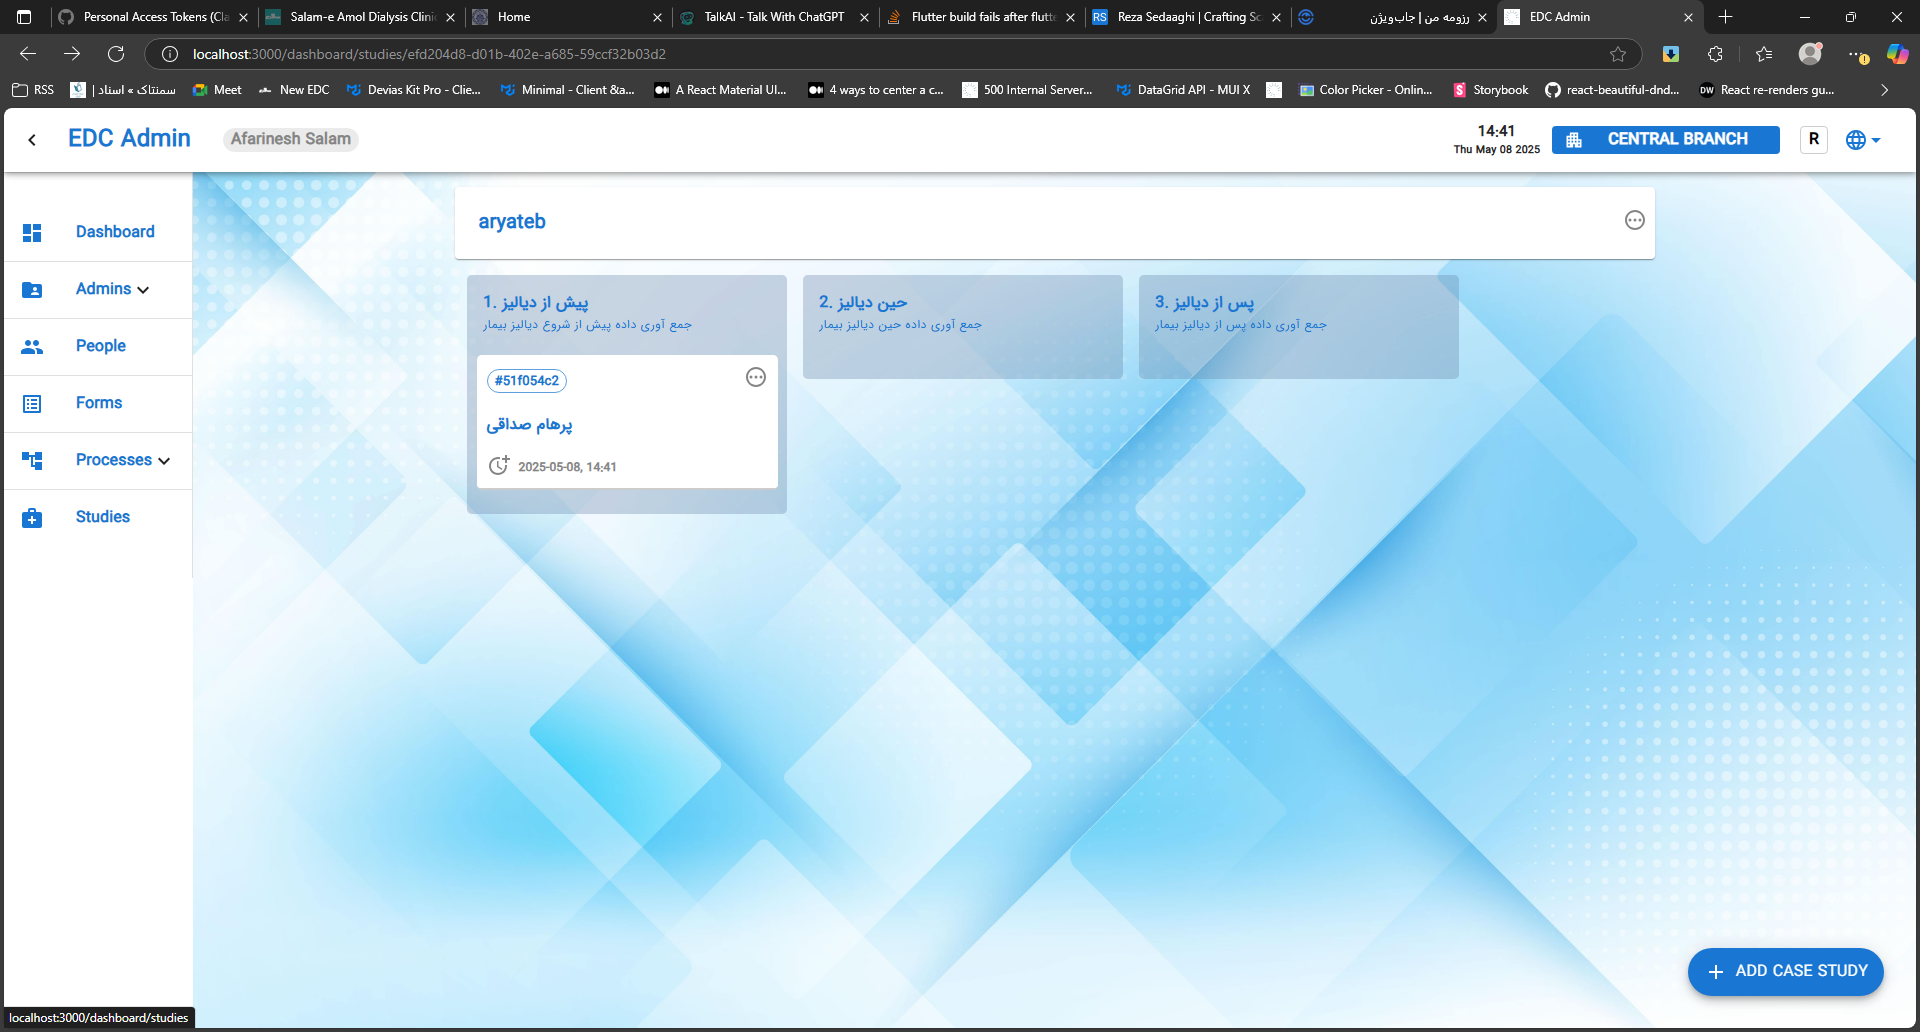 Personal Access Tokens (Cla
Salam-e Amol Dialysis Clini
Home
TalkAI - Talk With ChatGPT
Flutter build fails after flutte
RS
Reza Sedaaghi | Crafting Sc
رزومه من | جاب‌ویژن
EDC Admin
localhost:3000/dashboard/studies/efd204d8-d01b-402e-a685-59ccf32b03d2
RSS
سمنتاک » اسناد |
Meet
New EDC
Devias Kit Pro - Clie...
Minimal - Client &a...
A React Material UI...
4 ways to center a c...
500 Internal Server...
DataGrid API - MUI X
Color Picker - Onlin...
Storybook
react-beautiful-dnd...
DW
React re-renders gu...
EDC Admin
Afarinesh Salam
14:41
Thu May 08 2025
CENTRAL BRANCH
R
Dashboard
Admins
People
Forms
Processes
Studies
aryateb
1. پیش از دیالیز
جمع آوری داده پیش از شروع دیالیز بیمار
#51f054c2
پرهام صداقی
2025-05-08, 14:41
2. حین دیالیز
جمع آوری داده حین دیالیز بیمار
3. پس از دیالیز
جمع آوری داده پس از دیالیز بیمار
ADD CASE STUDY
localhost:3000/dashboard/studies